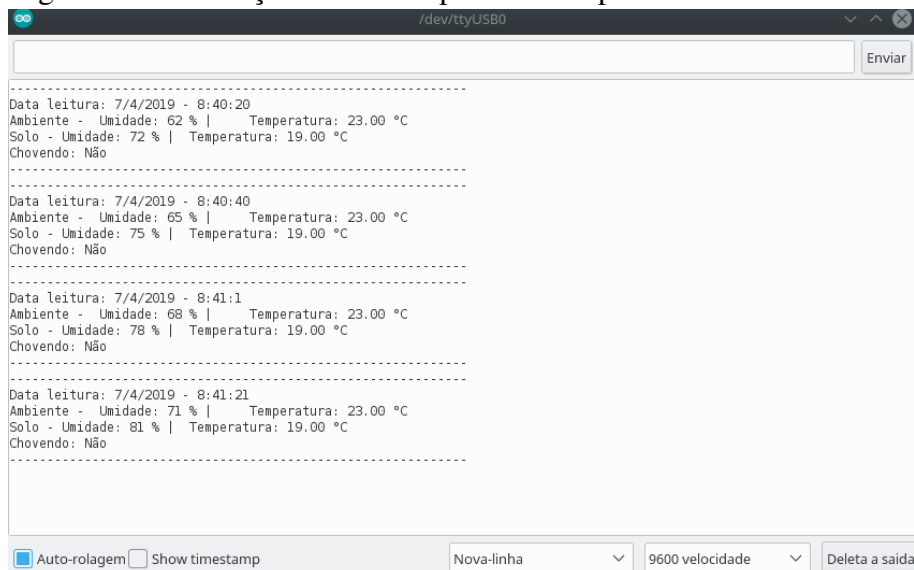 /dev/ttyUSB0
Enviar
-------------------------------------------------------------
Data leitura: 7/4/2019 - 8:40:20
Ambiente -  Umidade: 62 % |     Temperatura: 23.00 °C
Solo - Umidade: 72 % |  Temperatura: 19.00 °C
Chovendo: Não
-------------------------------------------------------------
-------------------------------------------------------------
Data leitura: 7/4/2019 - 8:40:40
Ambiente -  Umidade: 65 % |     Temperatura: 23.00 °C
Solo - Umidade: 75 % |  Temperatura: 19.00 °C
Chovendo: Não
-------------------------------------------------------------
-------------------------------------------------------------
Data leitura: 7/4/2019 - 8:41:1
Ambiente -  Umidade: 68 % |     Temperatura: 23.00 °C
Solo - Umidade: 78 % |  Temperatura: 19.00 °C
Chovendo: Não
-------------------------------------------------------------
-------------------------------------------------------------
Data leitura: 7/4/2019 - 8:41:21
Ambiente -  Umidade: 71 % |     Temperatura: 23.00 °C
Solo - Umidade: 81 % |  Temperatura: 19.00 °C
Chovendo: Não
-------------------------------------------------------------
Auto-rolagem Show timestamp Nova-linha 9600 velocidade Deleta a saida